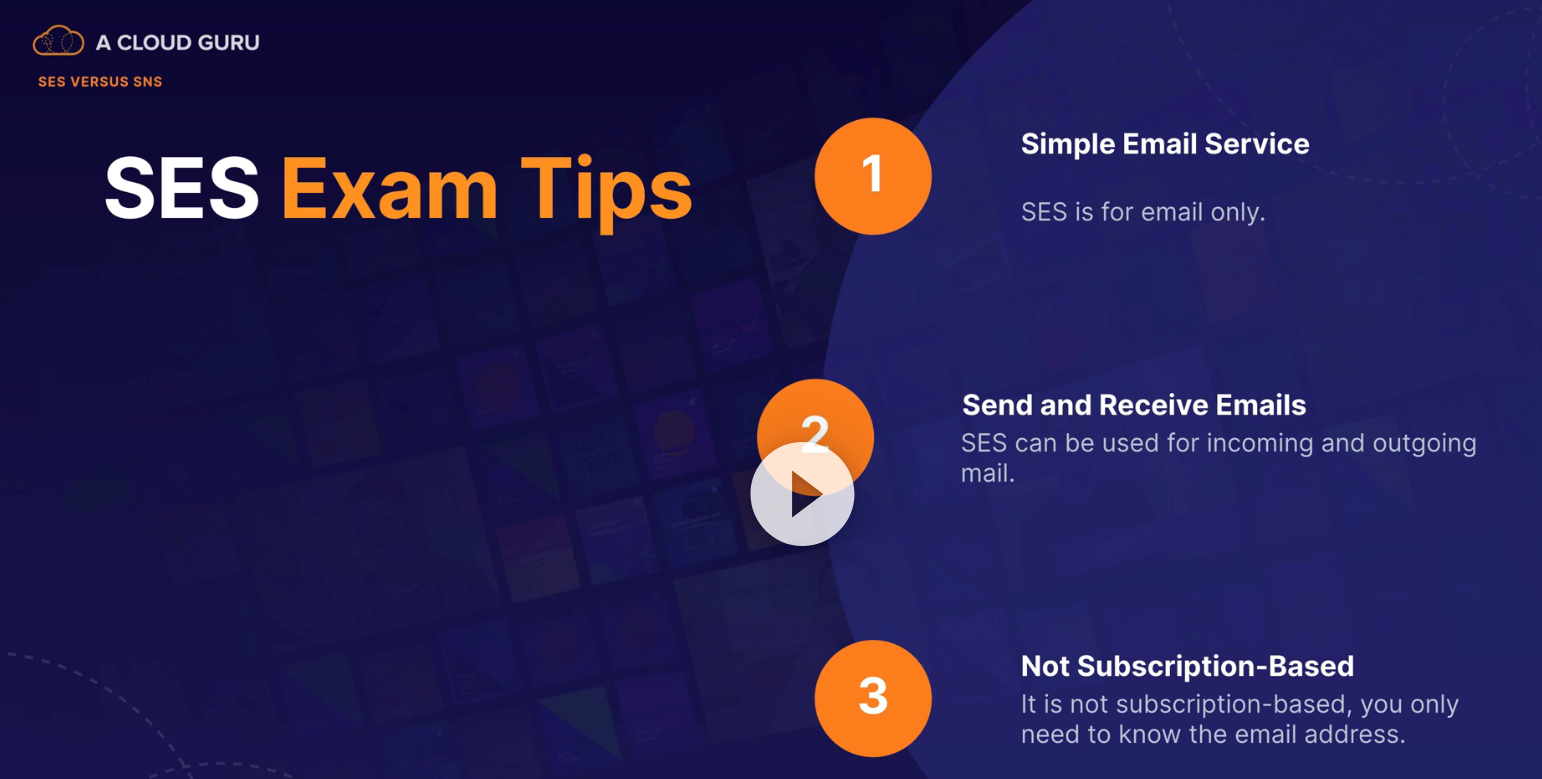 A CLOUD GURU
SES VERSUS SNS
SES Exam Tips
1
Simple Email Service
SES is for email only.
2
Send and Receive Emails
SES can be used for incoming and outgoing
mail.
3
Not Subscription-Based
It is not subscription-based, you only
need to know the email address.